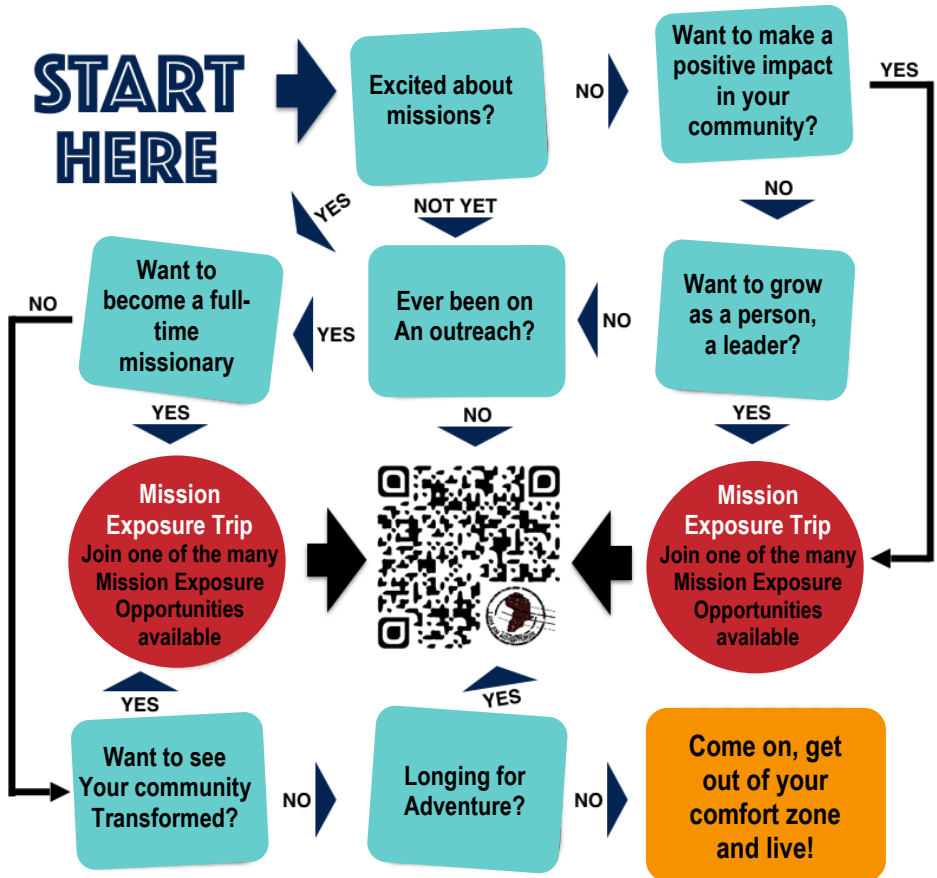 START
HERE
Excited about
missions?
NO
Want to make a
positive impact
in your
community?
YES
YES
NOT YET
NO
NO
Want to
become a full-
time
missionary
YES
Ever been on
An outreach?
NO
Want to grow
as a person,
a leader?
YES
NO
YES
Mission
Exposure Trip
Join one of the many
Mission Exposure
Opportunities
available
Mission
Exposure Trip
Join one of the many
Mission Exposure
Opportunities
available
YES
YES
Want to see
Your community
Transformed?
NO
Longing for
Adventure?
NO
Come on, get
out of your
comfort zone
and live!